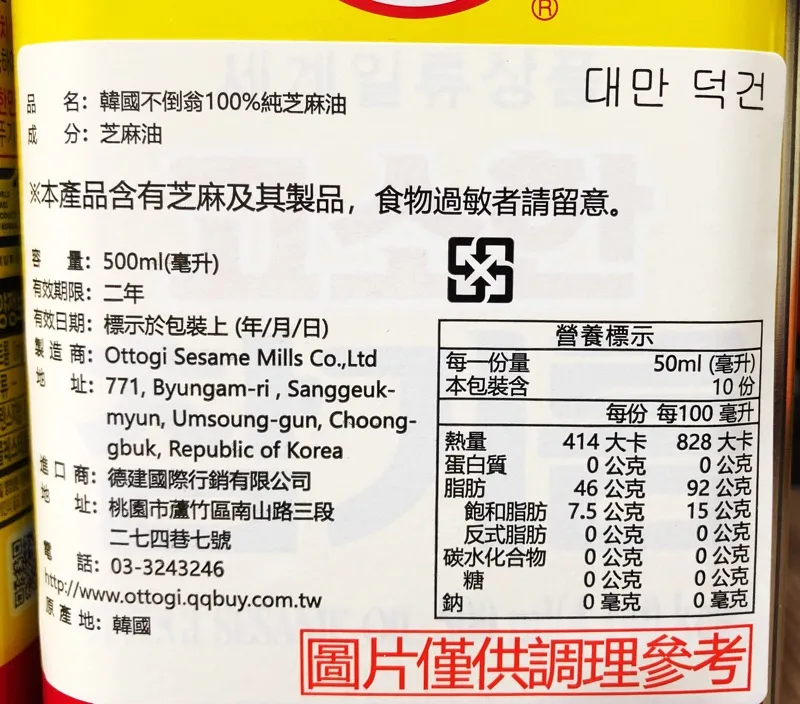 ®
대만 덕건
品 名：韓國不倒翁100%純芝麻油
成 分：芝麻油
※本產品含有芝麻及其製品，食物過敏者請留意。
容 量：500ml(毫升)
有效期限：二年
有效日期：標示於包裝上 (年/月/日)
製 造 商：Ottogi Sesame Mills Co.,Ltd
地 址：771, Byungam-ri , Sanggeuk-
myun, Umsoung-gun, Choong-
gbuk, Republic of Korea
進 口 商：德建國際行銷有限公司
地 址：桃園市蘆竹區南山路三段
二七四巷七號
電 話：03-3243246
http://www.ottogi.qqbuy.com.tw
原 產 地：韓國
營養標示
每一份量 50ml (毫升)
本包裝含 10 份
每份 每100 毫升
熱量 414 大卡 828 大卡
蛋白質 0 公克 0 公克
脂肪 46 公克 92 公克
飽和脂肪 7.5 公克 15 公克
反式脂肪 0 公克 0 公克
碳水化合物 0 公克 0 公克
糖 0 公克 0 公克
鈉 0 毫克 0 毫克
圖片僅供調理參考